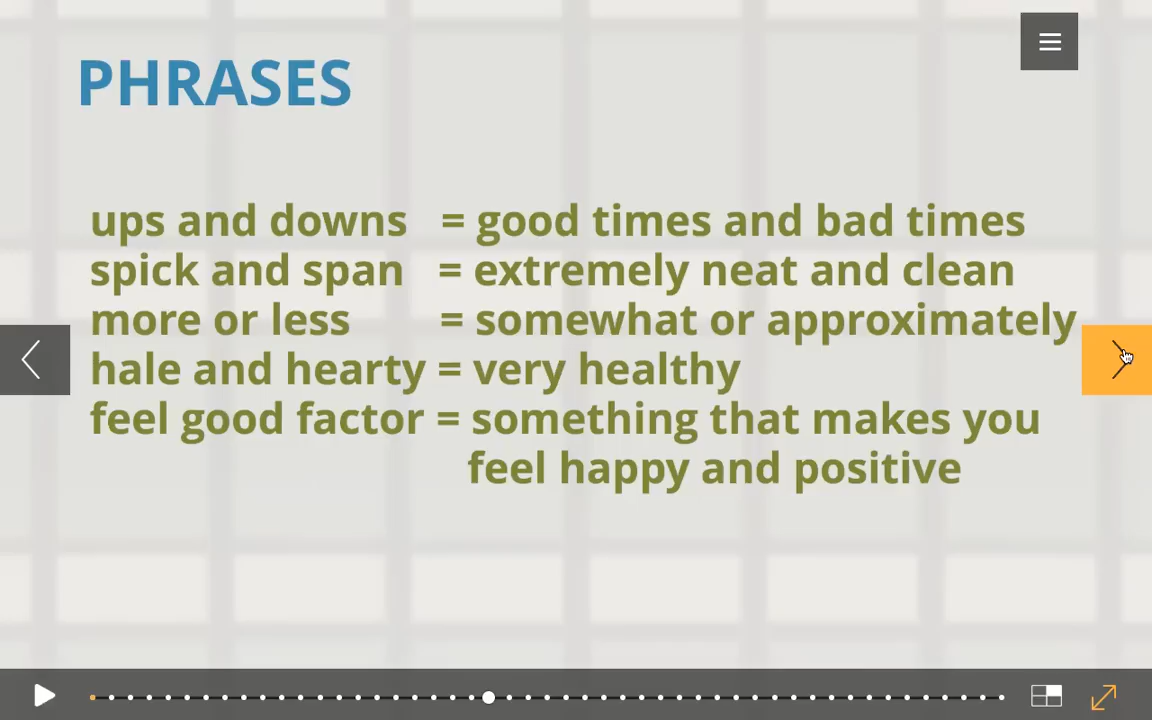 PHRASES
ups and downs = good times and bad times
spick and span = extremely neat and clean
more or less = somewhat or approximately
hale and hearty = very healthy
feel good factor = something that makes you
feel happy and positive